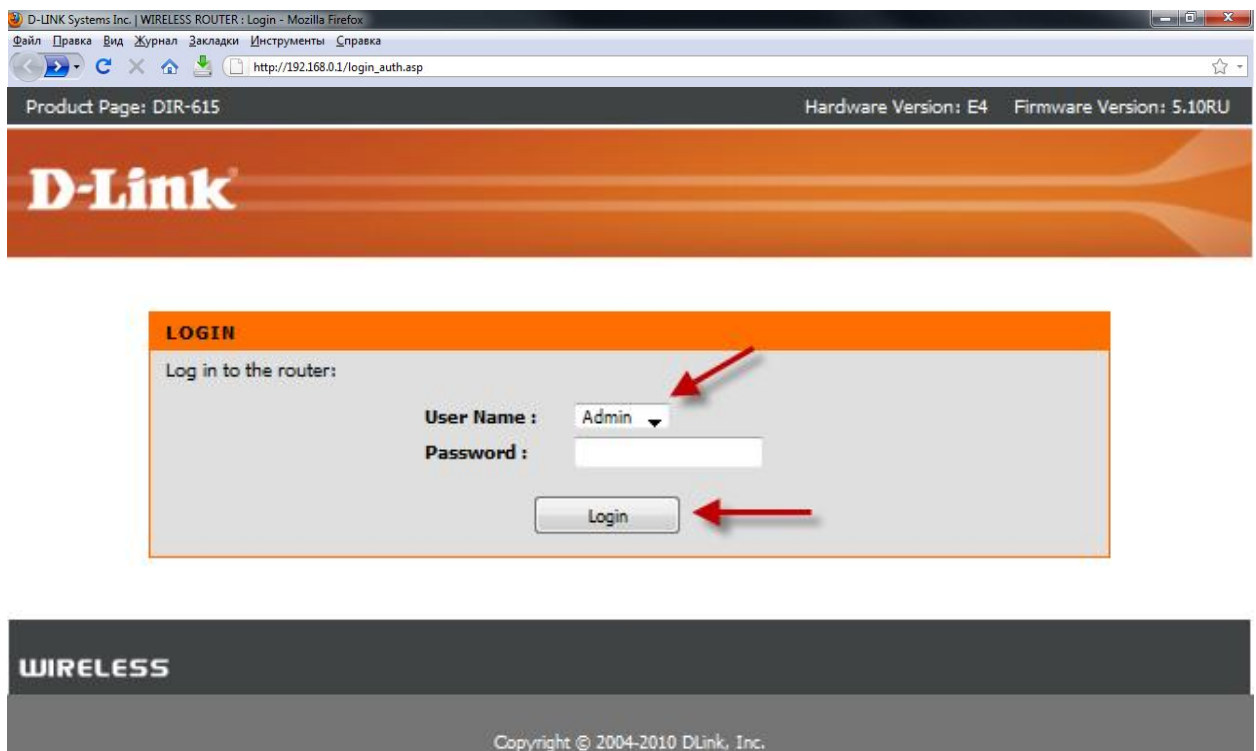 D-LINK Systems Inc. | WIRELESS ROUTER : Login - Mozilla Firefox
Файл Правка Вид Журнал Закладки Инструменты Справка
http://192.168.0.1/login_auth.asp
Product Page: DIR-615 Hardware Version: E4 Firmware Version: 5.10RU
D-Link
LOGIN
Log in to the router:
User Name : Admin
Password :
Login
WIRELESS
Copyright © 2004-2010 DLink, Inc.